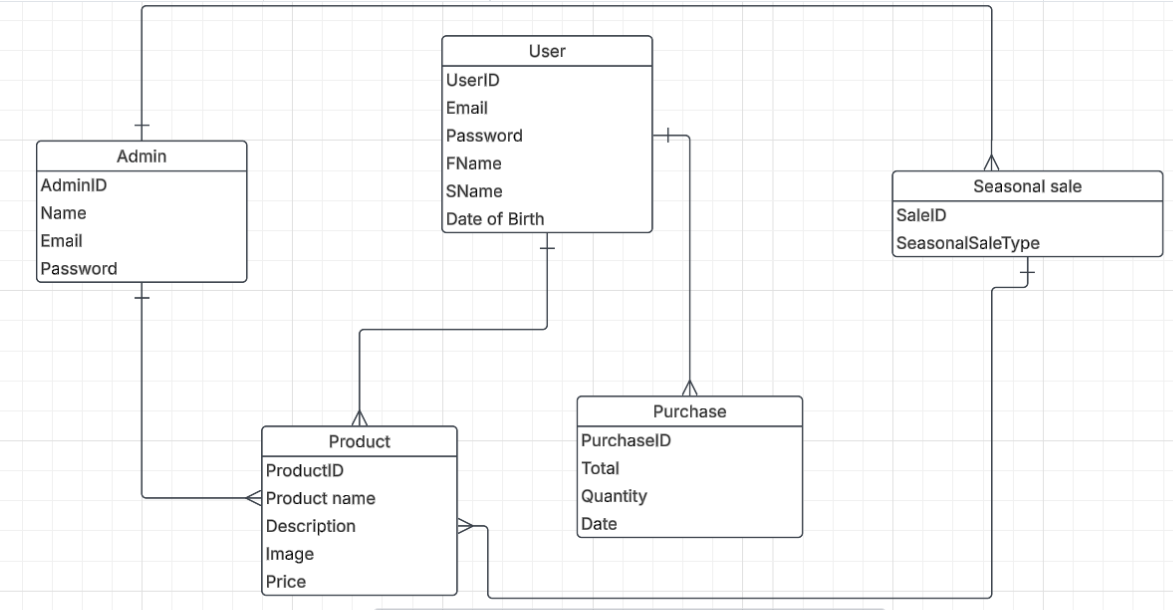 User
UserID
Email
Password
FName
SName
Date of Birth
Admin
AdminID
Name
Email
Password
Seasonal sale
SaleID
SeasonalSaleType
Product
ProductID
Product name
Description
Image
Price
Purchase
PurchaseID
Total
Quantity
Date